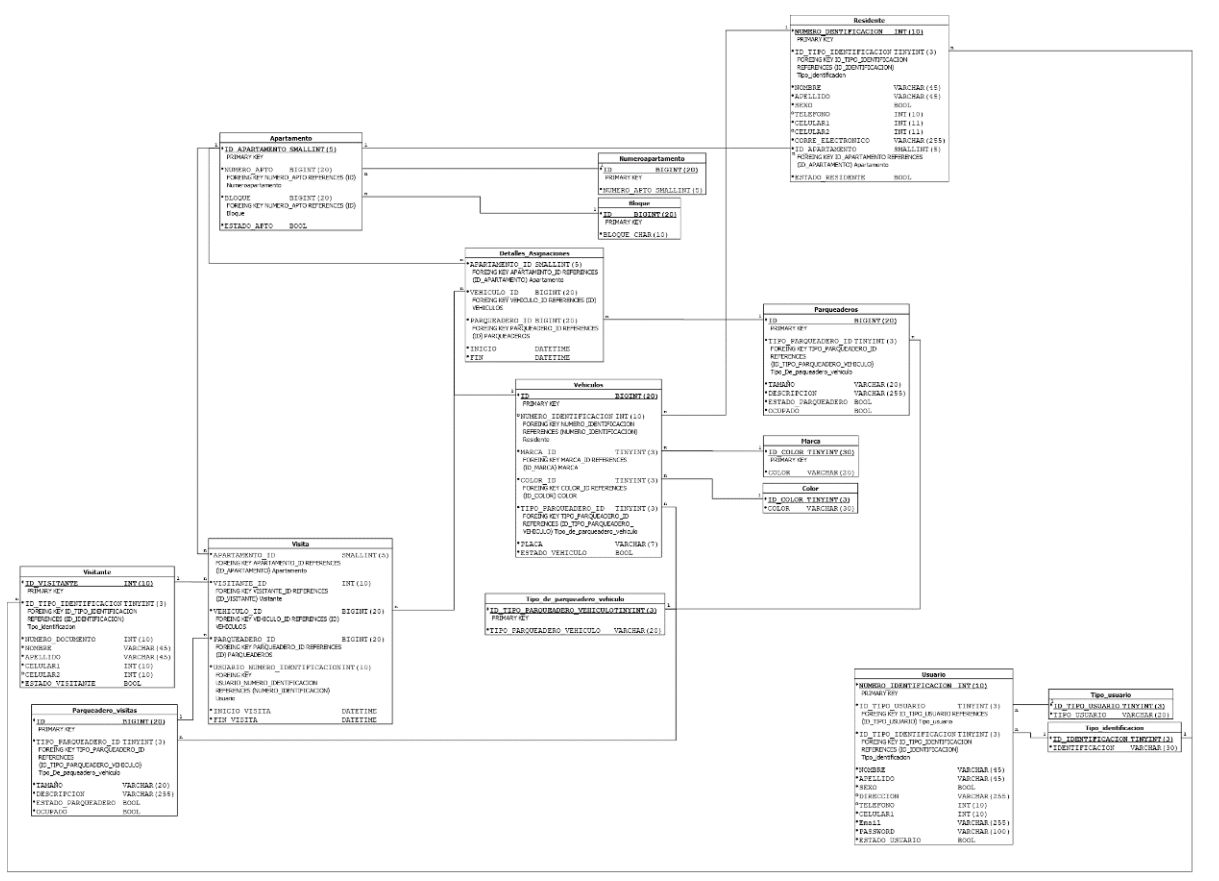 Residente
*NUMERO_DENTIFICACION INT(10)
PRIMARY KEY
*ID_TIPO_IDENTIFICACION TINYINT(3)
FOREING KEY ID_TIPO_IDENTIFICACION
REFERENCES (ID_IDENTIFICACION)
Tipo_identificacion
*NOMBRE VARCHAR(45)
*APELLIDO VARCHAR(45)
*SEXO BOOL
°TELEFONO INT(10)
*CELULAR1 INT(11)
°CELULAR2 INT(11)
*CORRE_ELECTRONICO VARCHAR(255)
*ID_APARTAMENTO SMALLINT(5)
FOREING KEY ID_APARTAMENTO REFERENCES
(ID_APARTAMENTO) Apartamento
*ESTADO_RESIDENTE BOOL
Apartamento
*ID_APARTAMENTO SMALLINT(5)
PRIMARY KEY
*NUMERO_APTO BIGINT(20)
FOREING KEY NUMERO_APTO REFERENCES (ID)
Numeroapartamento
*BLOQUE BIGINT(20)
FOREING KEY NUMERO_APTO REFERENCES (ID)
Bloque
*ESTADO_APTO BOOL
Numeroapartamento
*ID BIGINT(20)
PRIMARY KEY
*NUMERO_APTO SMALLINT(5)
Bloque
*ID BIGINT(20)
PRIMARY KEY
*BLOQUE CHAR(10)
Detalles_Asignaciones
*APARTAMENTO_ID SMALLINT(5)
FOREING KEY APARTAMENTO_ID REFERENCES
(ID_APARTAMENTO) Apartamento
*VEHICULO_ID BIGINT(20)
FOREING KEY VEHICULO_ID REFERENCES (ID)
VEHICULOS
*PARQUEADERO_ID BIGINT(20)
FOREING KEY PARQUEADERO_ID REFERENCES
(ID) PARQUEADEROS
*INICIO DATETIME
*FIN DATETIME
Parqueaderos
*ID BIGINT(20)
PRIMARY KEY
*TIPO_PARQUEADERO_ID TINYINT(3)
FOREING KEY TIPO_PARQUEADERO_ID
REFERENCES
(ID_TIPO_PARQUEADERO_VEHICULO)
Tipo_De_paqueadero_vehiculo
*TAMAÑO VARCHAR(20)
*DESCRIPCION VARCHAR(255)
*ESTADO_PARQUEADERO BOOL
*OCUPADO BOOL
Vehiculos
*ID BIGINT(20)
PRIMARY KEY
°NUMERO_IDENTIFICACION INT(10)
FOREING KEY NUMERO_IDENTIFICACION
REFERENCES (NUMERO_IDENTIFICACION)
Residente
*MARCA_ID TINYINT(3)
FOREING KEY MARCA_ID REFERENCES
(ID_MARCA) MARCA
*COLOR_ID TINYINT(3)
FOREING KEY COLOR_ID REFERENCES
(ID_COLOR) COLOR
*TIPO_PARQUEADERO_ID TINYINT(3)
FOREING KEY TIPO_PARQUEADERO_ID
REFERENCES (ID_TIPO_PARQUEADERO_
VEHICULO) Tipo_de_parqueadero_vehiculo
*PLACA VARCHAR(7)
*ESTADO_VEHICULO BOOL
Marca
*ID_COLOR TINYINT(30)
PRIMARY KEY
*COLOR VARCHAR(20)
Color
*ID_COLOR TINYINT(3)
*COLOR VARCHAR(30)
Visita
*APARTAMENTO_ID SMALLINT(5)
FOREING KEY APARTAMENTO_ID REFERENCES
(ID_APARTAMENTO) Apartamento
*VISITANTE_ID INT(10)
FOREING KEY VISITANTE_ID REFERENCES
(ID_VISITANTE) Visitante
*VEHICULO_ID BIGINT(20)
FOREING KEY VEHICULO_ID REFERENCES (ID)
VEHICULOS
*PARQUEADERO_ID BIGINT(20)
FOREING KEY PARQUEADERO_ID REFERENCES
(ID) PARQUEADEROS
*USUARIO_NUMERO_IDENTIFICACION INT(10)
FOREING KEY
USUARIO_NUMERO_IDENTIFICACION
REFERENCES (NUMERO_IDENTIFICACION)
Usuario
*INICIO VISITA DATETIME
*FIN VISITA DATETIME
Visitante
*ID_VISITANTE INT(10)
PRIMARY KEY
*ID_TIPO_IDENTIFICACION TINYINT(3)
FOREING KEY ID_TIPO_IDENTIFICACION
REFERENCES (ID_IDENTIFICACION)
Tipo_identificacion
*NUMERO_DOCUMENTO INT(10)
*NOMBRE VARCHAR(45)
*APELLIDO VARCHAR(45)
*CELULAR1 INT(10)
°CELULAR2 INT(10)
*ESTADO_VISITANTE BOOL
Tipo_de_parqueadero_vehiculo
*ID_TIPO_PARQUEADERO_VEHICULO TINYINT(3)
PRIMARY KEY
*TIPO_PARQUEADERO_VEHICULO VARCHAR(20)
Parqueadero_visitas
*ID BIGINT(20)
PRIMARY KEY
*TIPO_PARQUEADERO_ID TINYINT(3)
FOREING KEY TIPO_PARQUEADERO_ID
REFERENCES
(ID_TIPO_PARQUEADERO_VEHICULO)
Tipo_De_paqueadero_vehiculo
*TAMAÑO VARCHAR(20)
*DESCRIPCION VARCHAR(255)
*ESTADO_PARQUEADERO BOOL
*OCUPADO BOOL
Usuario
*NUMERO_IDENTIFICACION INT(10)
PRIMARY KEY
*ID_TIPO_USUARIO TINYINT(3)
FOREING KEY ID_TIPO_USUARIO REFERENCES
(ID_TIPO_USUARIO) Tipo_usuario
*ID_TIPO_IDENTIFICACION TINYINT(3)
FOREING KEY ID_TIPO_IDENTIFICACION
REFERENCES (ID_IDENTIFICACION)
Tipo_identificacion
*NOMBRE VARCHAR(45)
*APELLIDO VARCHAR(45)
*SEXO BOOL
°DIRECCION VARCHAR(255)
°TELEFONO INT(10)
*CELULAR1 INT(10)
*Email VARCHAR(255)
*PASSWORD VARCHAR(100)
*ESTADO USUARIO BOOL
Tipo_usuario
*ID_TIPO_USUARIO TINYINT(3)
*TIPO_USUARIO VARCHAR(20)
Tipo_identificacion
*ID_IDENTIFICACION TINYINT(3)
*IDENTIFICACION VARCHAR(30)